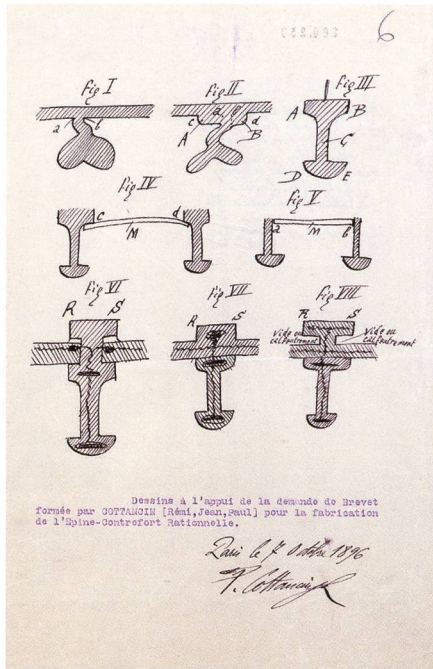 6
fig I
fig II
fig III
a
b
a
e
c
d
A
B
A
B
C
D
E
fig IV
fig V
c
d
M
a
M
b
fig VI
fig VII
fig VIII
R
S
R
S
R
S
vide ou
calfeutrement
vide ou
calfeutrement
Dessins à l'appui de la demande de Brevet
formée par COTTANCIN [Rémi,Jean,Paul] pour la fabrication
de l'Epine-Contrefort Rationnelle.
Paris le 7 Octobre 1896
P. Cottancin